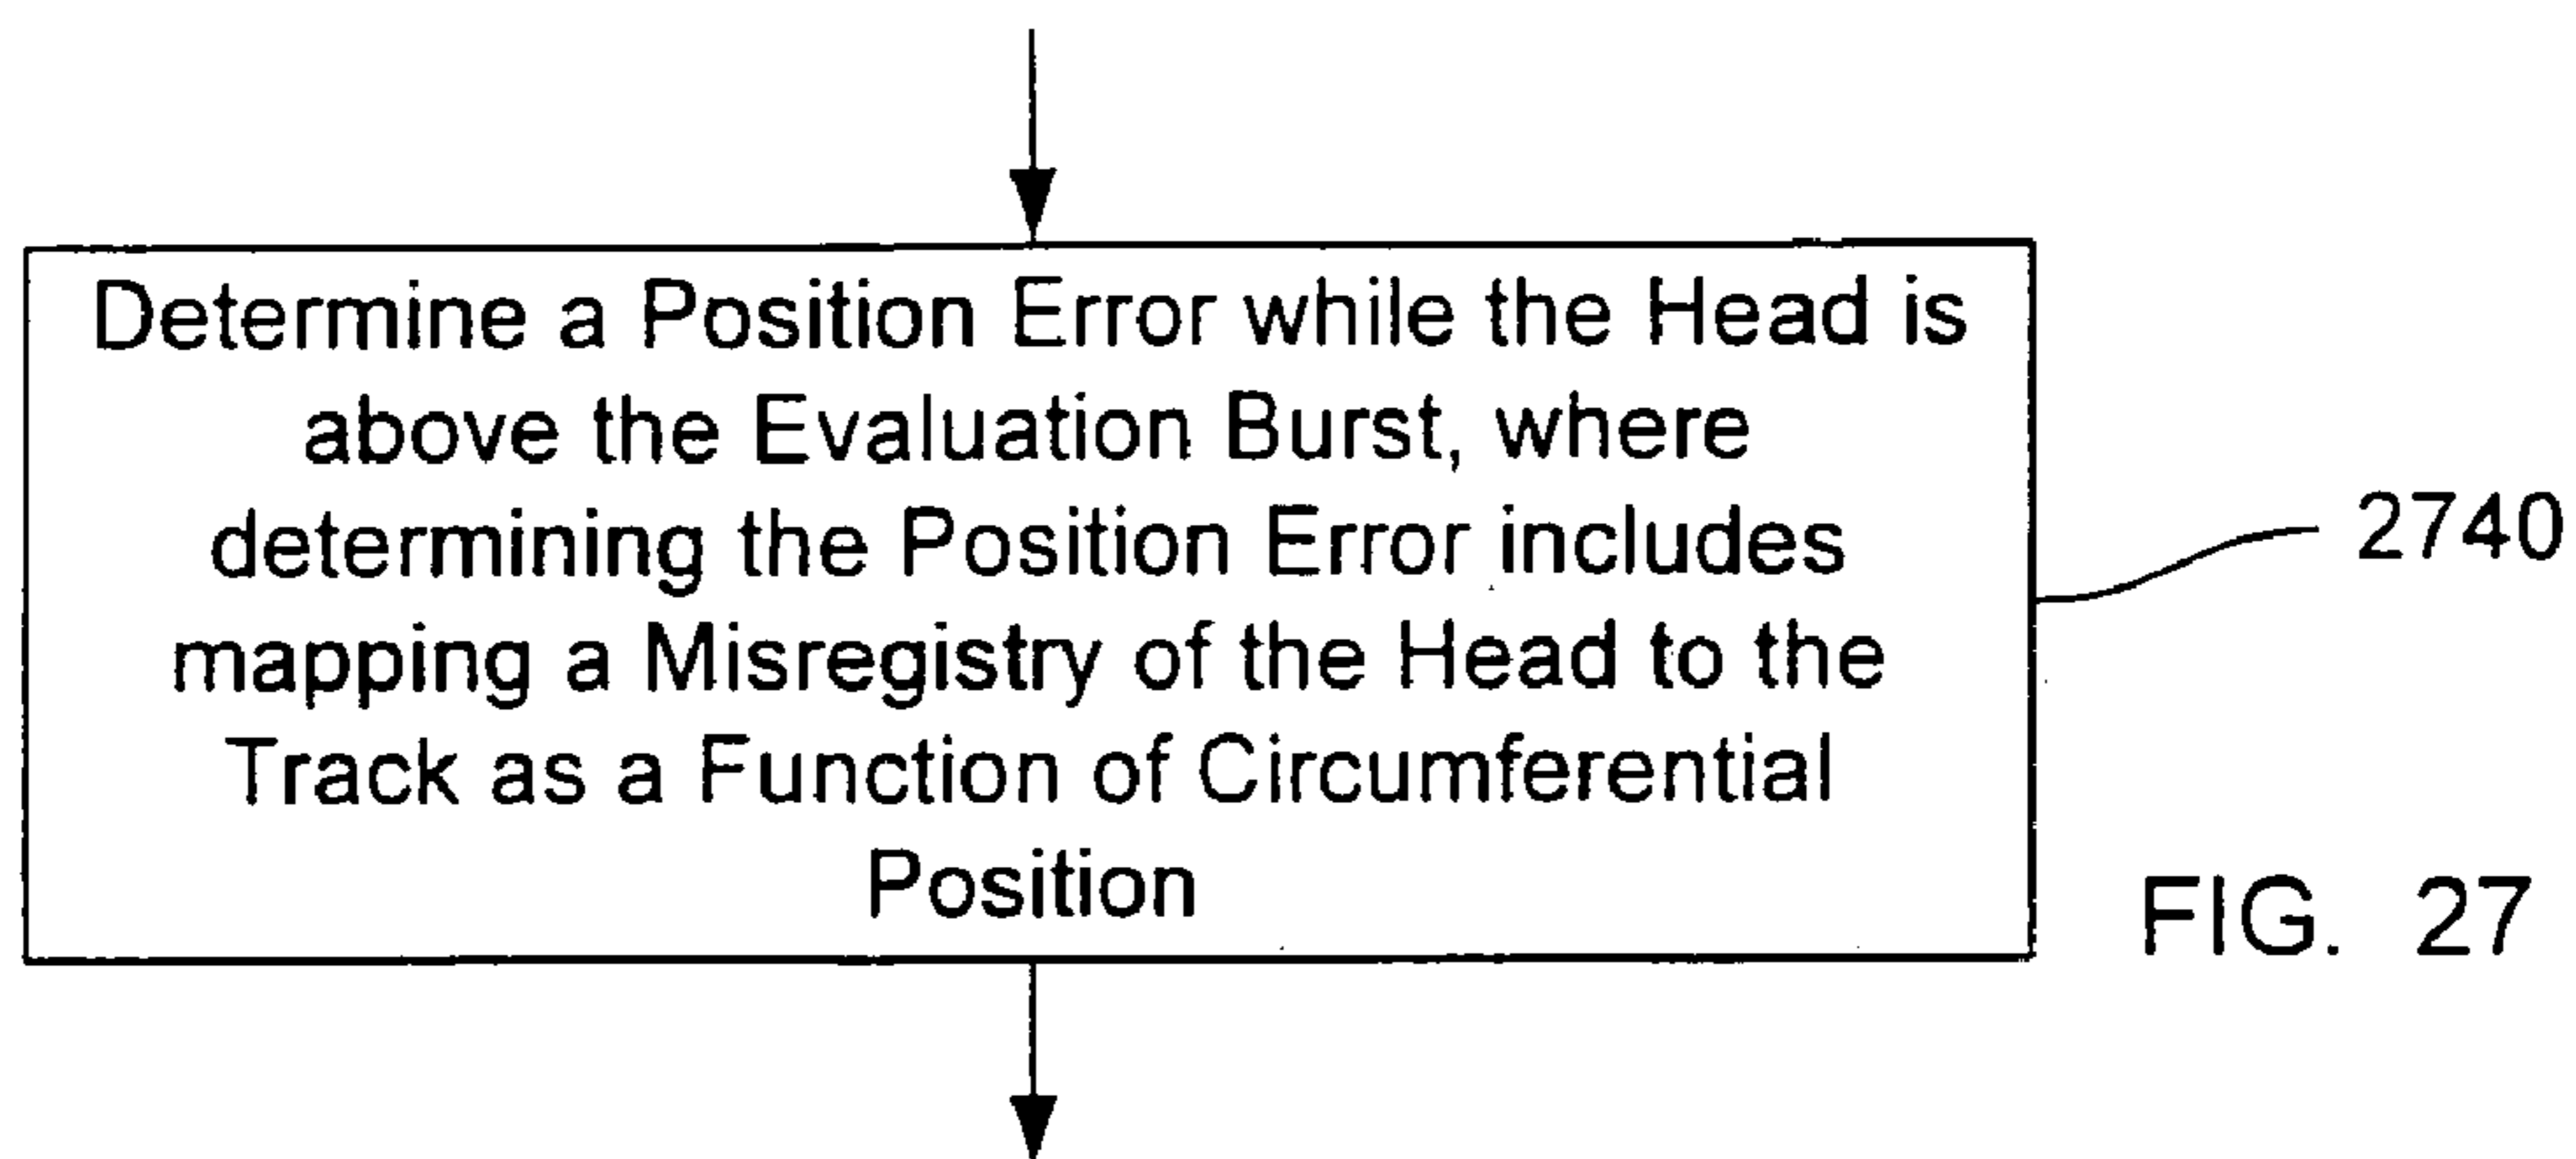 Determine a Position Error while the Head is
above the Evaluation Burst, where
determining the Position Error includes
mapping a Misregistry of the Head to the
Track as a Function of Circumferential
Position
2740
FIG. 27